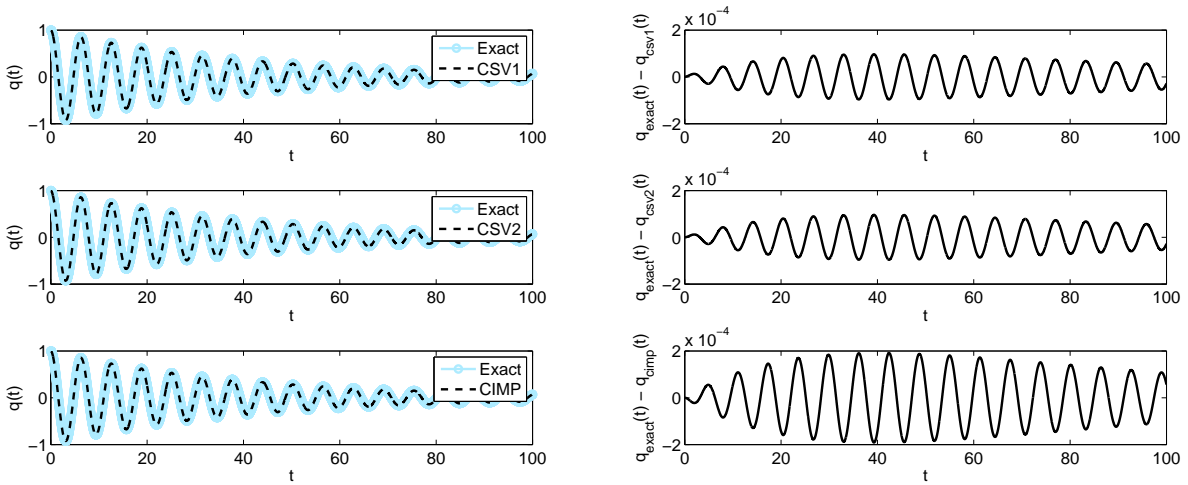 1
0
−1
q(t)
Exact
CSV1
0 20 40 60 80 100
t
x 10⁻⁴
2
0
−2
q_exact(t) − q_csv1(t)
0 20 40 60 80 100
t
1
0
−1
q(t)
Exact
CSV2
0 20 40 60 80 100
t
x 10⁻⁴
2
0
−2
q_exact(t) − q_csv2(t)
0 20 40 60 80 100
t
1
0
−1
q(t)
Exact
CIMP
0 20 40 60 80 100
t
x 10⁻⁴
2
0
−2
q_exact(t) − q_cimp(t)
0 20 40 60 80 100
t